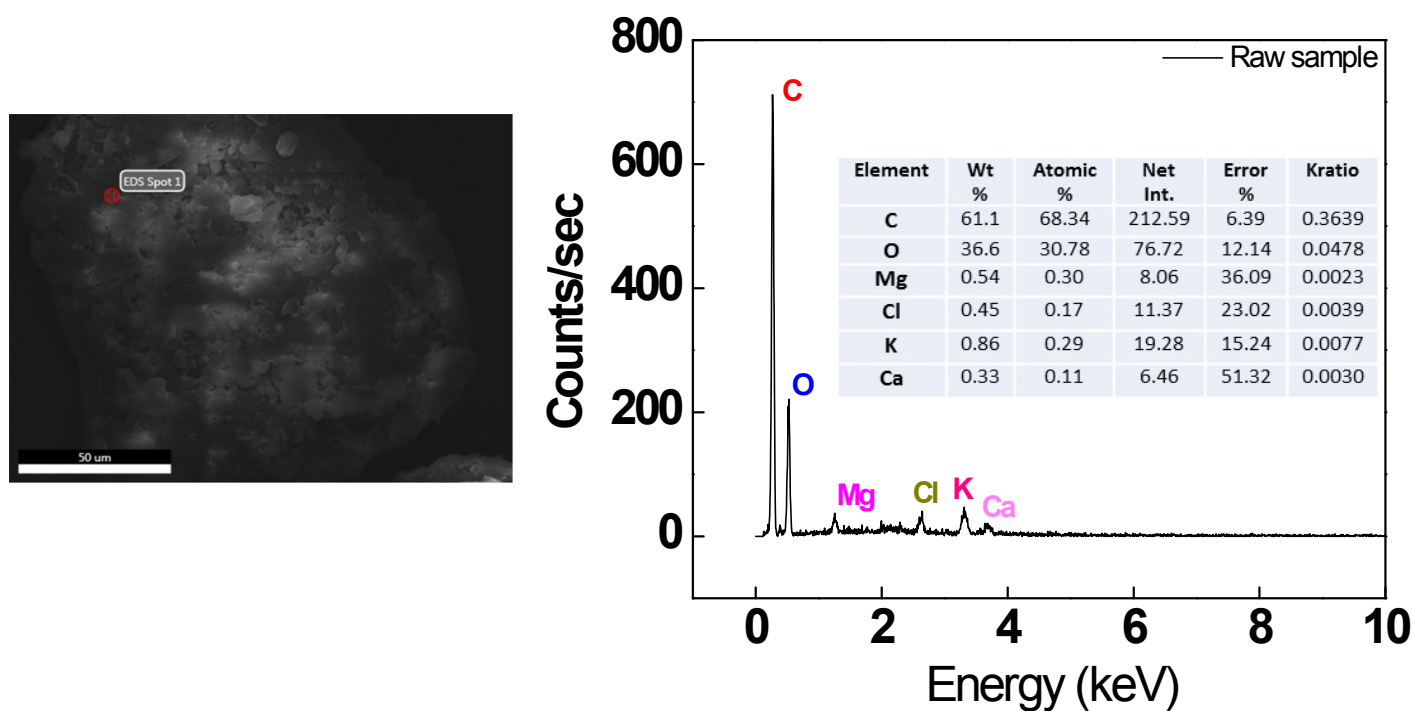 EDS Spot 1
50 um
Counts/sec
800
600
400
200
0
Raw sample
C
O
Mg
Cl
K
Ca
Element Wt % Atomic % Net Int. Error % Kratio
C 61.1 68.34 212.59 6.39 0.3639
O 36.6 30.78 76.72 12.14 0.0478
Mg 0.54 0.30 8.06 36.09 0.0023
Cl 0.45 0.17 11.37 23.02 0.0039
K 0.86 0.29 19.28 15.24 0.0077
Ca 0.33 0.11 6.46 51.32 0.0030
0 2 4 6 8 10
Energy (keV)